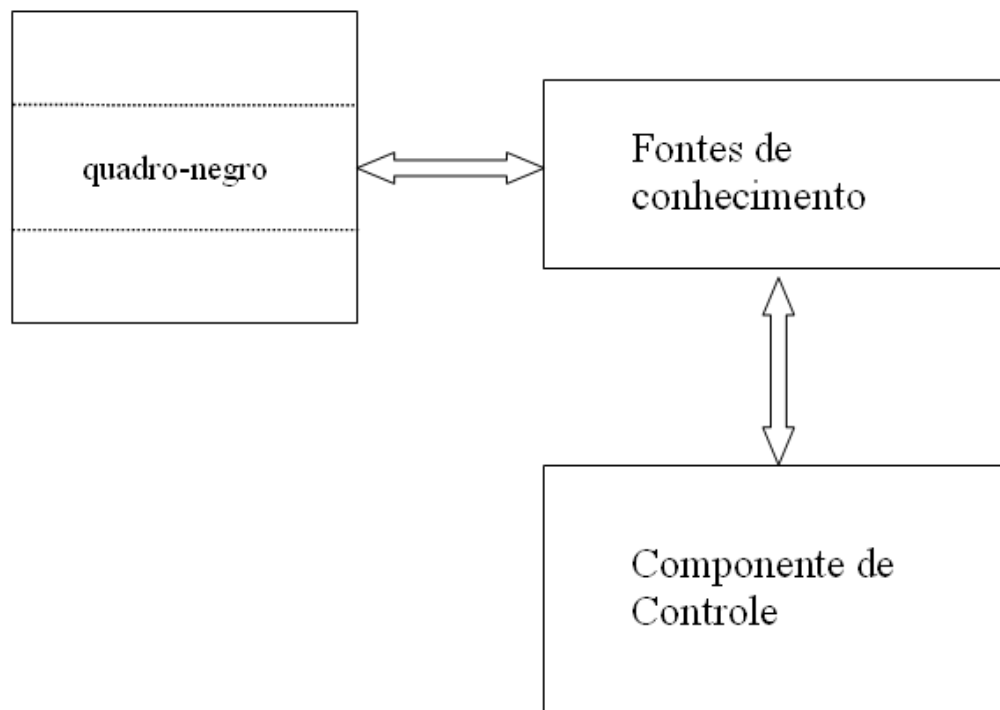 quadro-negro
Fontes de
conhecimento
Componente de
Controle